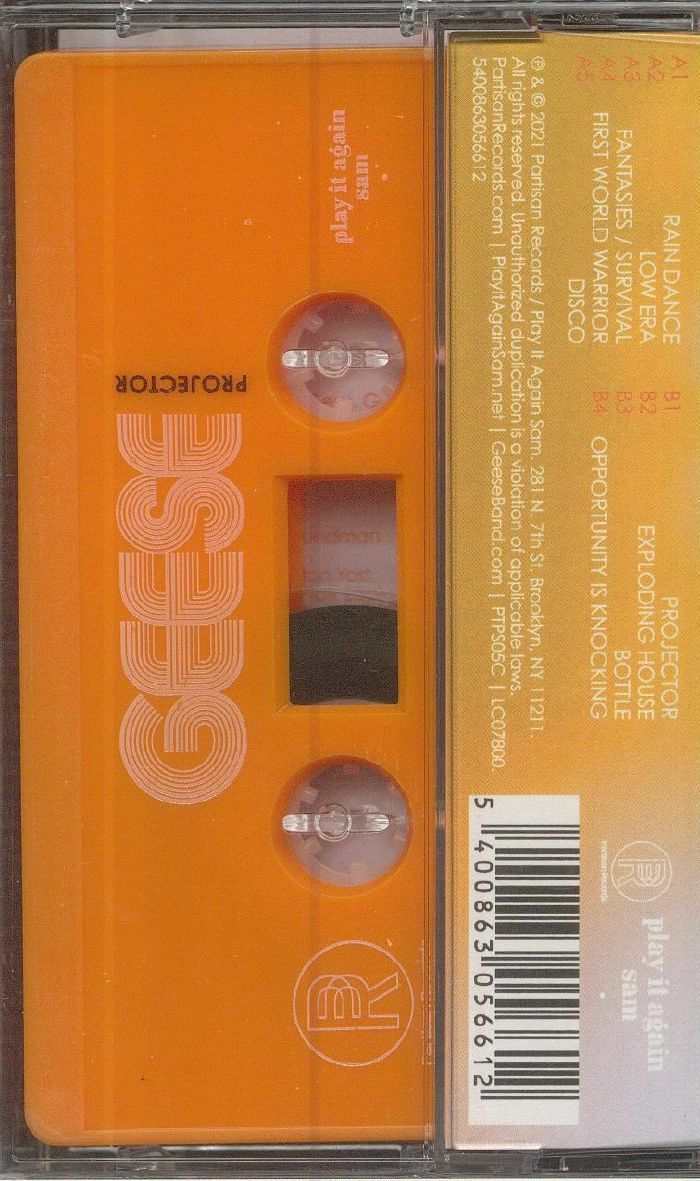 play it again
sam
PROJECTOR
GEESE
A1 RAIN DANCE B1 PROJECTOR
A2 LOW ERA B2 EXPLODING HOUSE
A3 FANTASIES / SURVIVAL B3 BOTTLE
A4 FIRST WORLD WARRIOR B4 OPPORTUNITY IS KNOCKING
A5 DISCO
℗ & © 2021 Partisan Records / Play It Again Sam. 281 N. 7th St. Brooklyn, NY 11211.
All rights reserved. Unauthorized duplication is a violation of applicable laws.
PartisanRecords.com | PlayItAgainSam.net | GeeseBand.com | PTPS05C | LC07800.
5400863056612
partisan records
play it again
sam
5 400863 056612